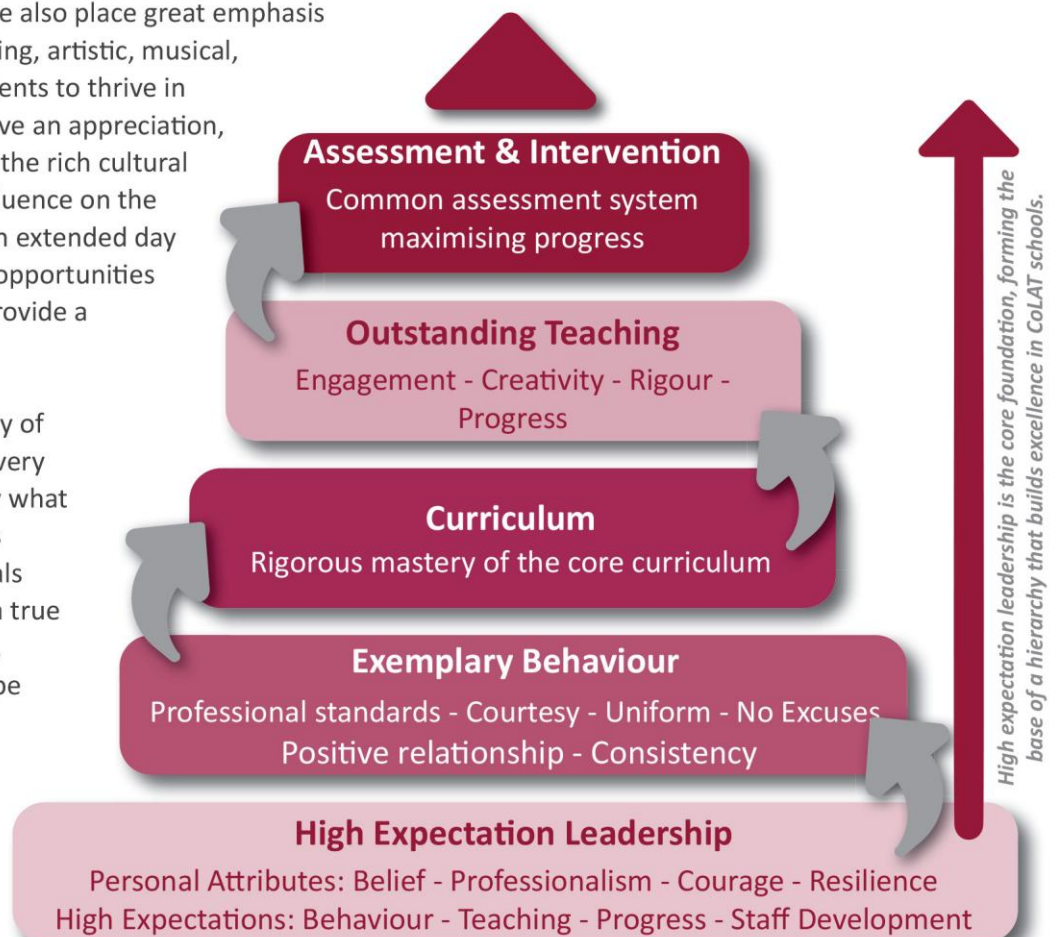 e also place great emphasis
ing, artistic, musical,
ents to thrive in
ve an appreciation,
the rich cultural
uence on the
n extended day
opportunities
rovide a
y of
very
what
als
true
be
Assessment & Intervention
Common assessment system
maximising progress
Outstanding Teaching
Engagement - Creativity - Rigour -
Progress
Curriculum
Rigorous mastery of the core curriculum
Exemplary Behaviour
Professional standards - Courtesy - Uniform - No Excuses
Positive relationship - Consistency
High Expectation Leadership
Personal Attributes: Belief - Professionalism - Courage - Resilience
High Expectations: Behaviour - Teaching - Progress - Staff Development
High expectation leadership is the core foundation, forming the
base of a hierarchy that builds excellence in CoLAT schools.